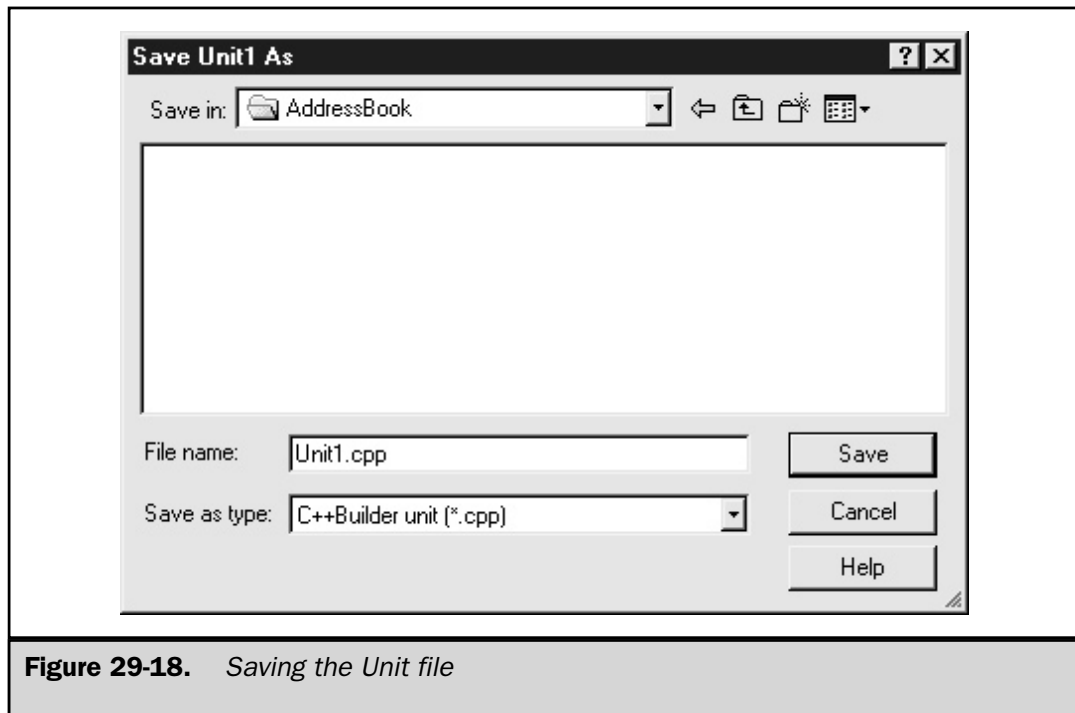 Save Unit1 As
Save in: AddressBook
File name: Unit1.cpp Save
Save as type: C++Builder unit (*.cpp) Cancel
Help
Figure 29-18. Saving the Unit file